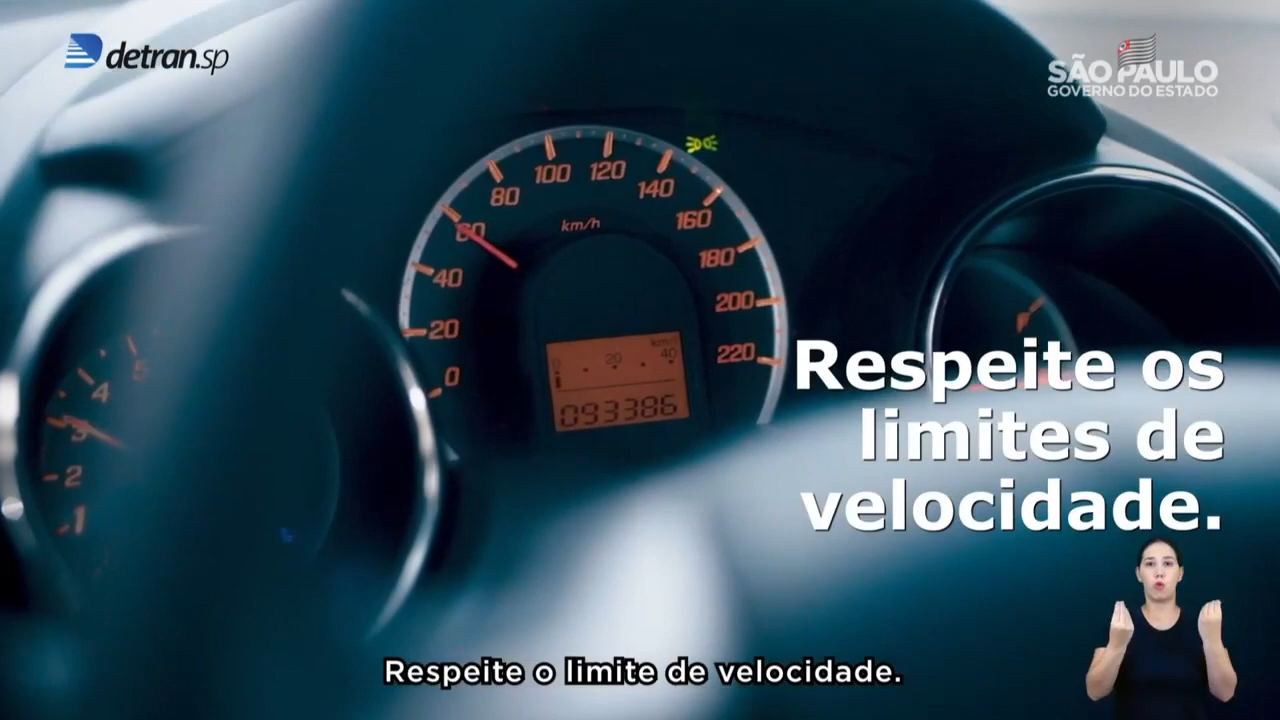 detran.sp
SÃO PAULO
GOVERNO DO ESTADO
0
20
40
60
80
100
120
140
160
180
200
220
km/h
km/l
20
40
093386
1
2
3
4
5
Respeite os
limites de
velocidade.
Respeite o limite de velocidade.